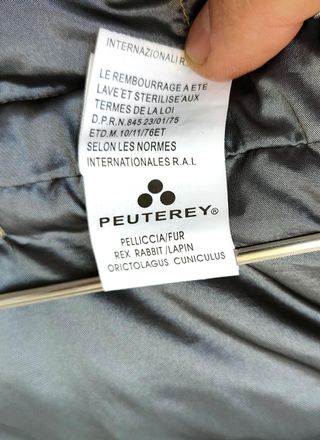 INTERNAZIONALI R
LE REMBOURRAGE A ETE
LAVE ET STERILISE AUX
TERMES DE LA LOI
D.P.R.N. 845 23/01/75
ETD.M. 10/11/76ET
SELON LES NORMES
INTERNATIONALES R.A.L
PEUTEREY®
PELLICCIA/FUR
REX RABBIT/LAPIN
ORICTOLAGUS CUNICULUS